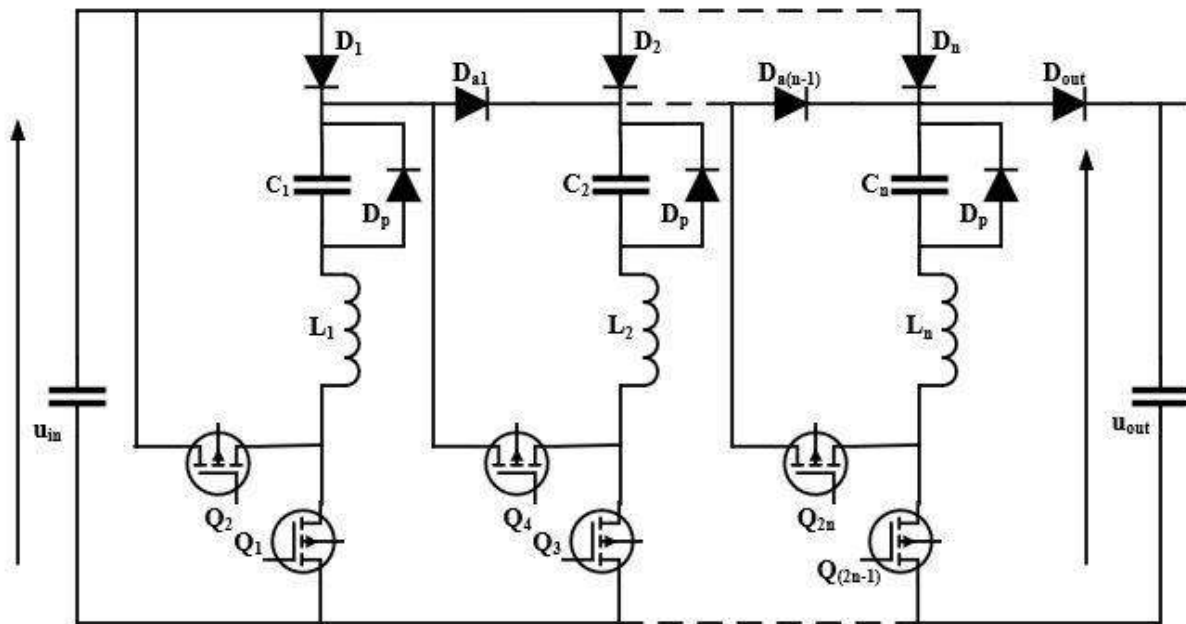 D₁
D₂
Dₙ
Dₐ₁
Dₐ₍ₙ₋₁₎
Dₒᵤₜ
C₁
Dₚ
C₂
Dₚ
Cₙ
Dₚ
L₁
L₂
Lₙ
uᵢₙ
uₒᵤₜ
Q₂
Q₄
Q₂ₙ
Q₁
Q₃
Q₍₂ₙ₋₁₎